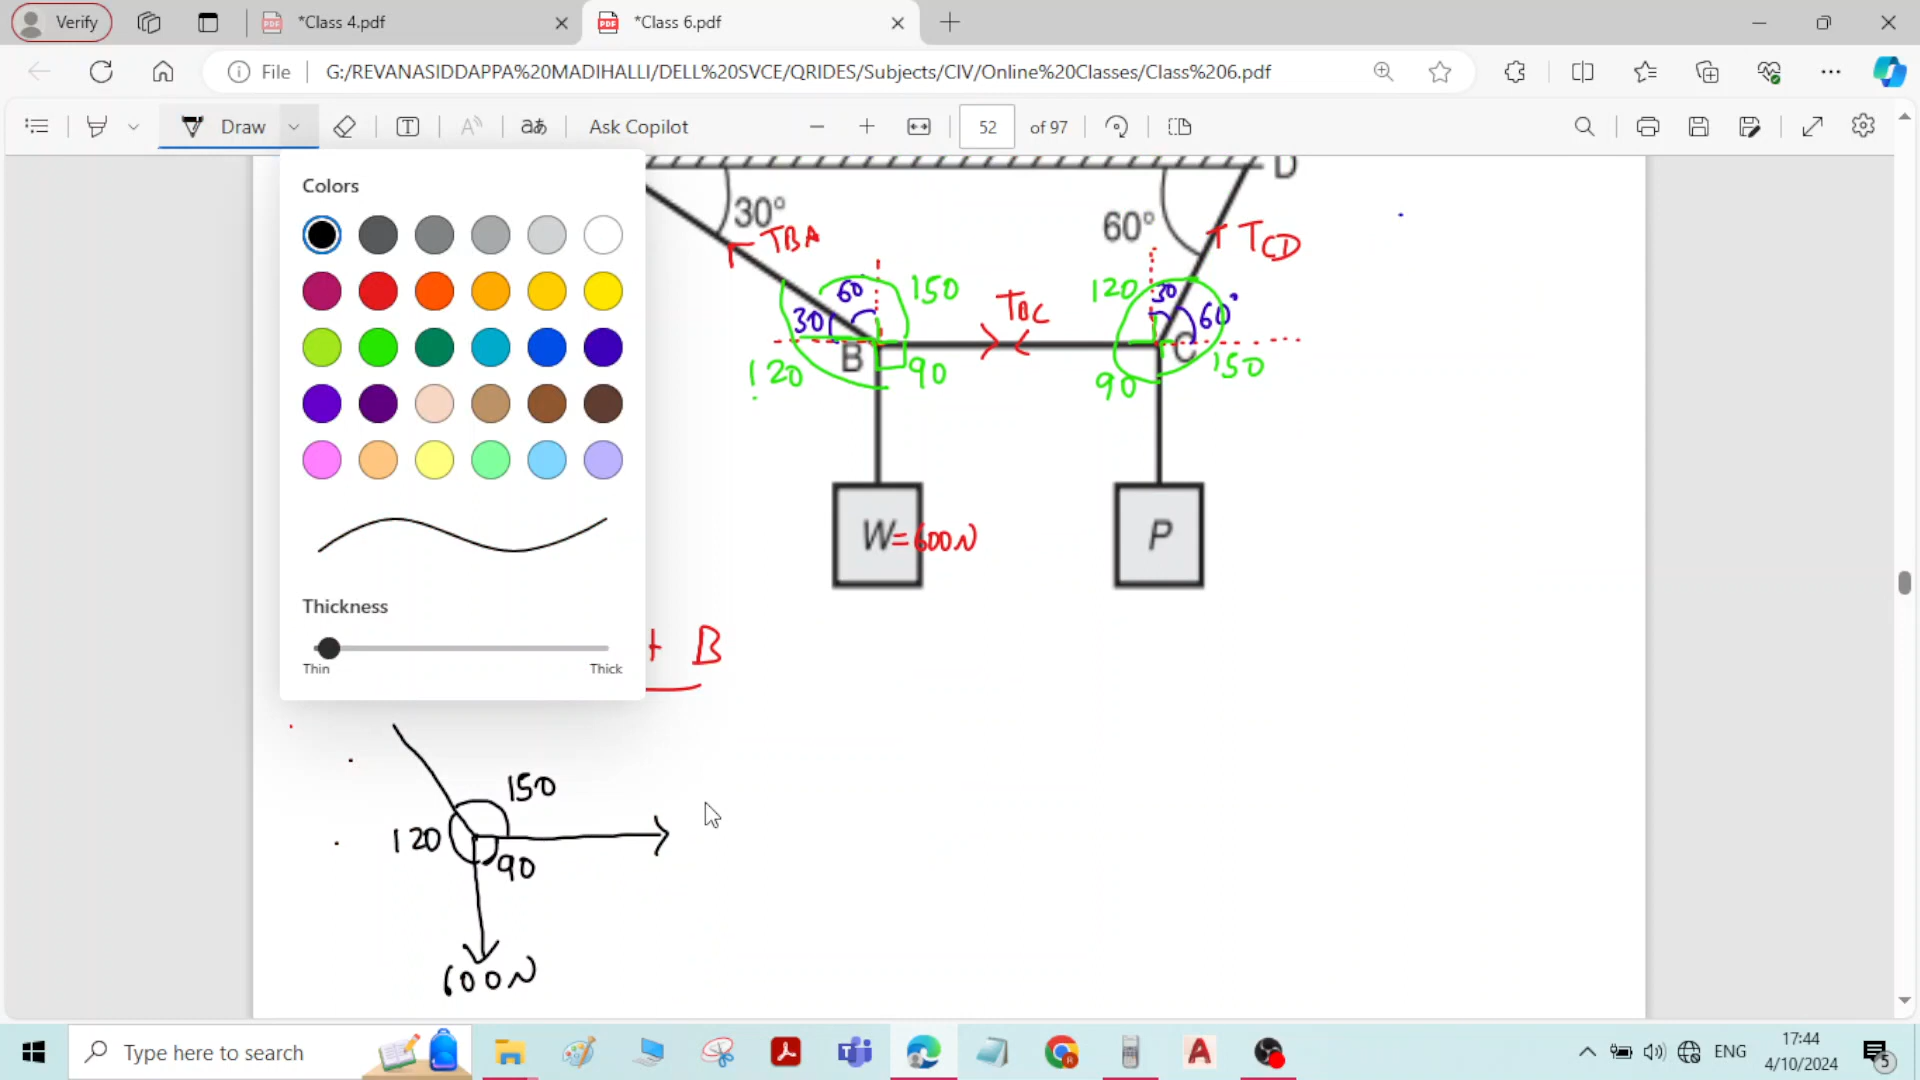 Verify
*Class 4.pdf
*Class 6.pdf
File
G:/REVANASIDDAPPA%20MADIHALLI/DELL%20SVCE/QRIDES/Subjects/CIV/Online%20Classes/Class%206.pdf
Draw
Ask Copilot
52 of 97
Colors
Thickness
Thin Thick
D
30° 60°
TBA TCD
60 150 TBC 120 30
30 60°
B C
120 90 90 150
W=600N P
B
150
120
90
600N
Type here to search
ENG
17:44
4/10/2024
5